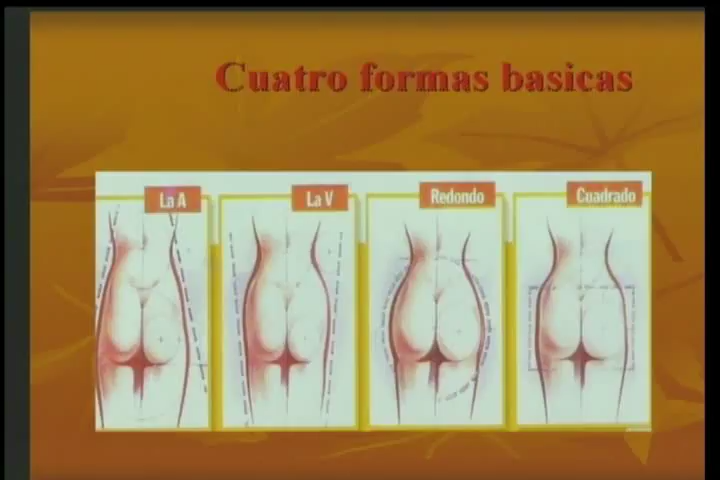 Cuatro formas basicas
La A
La V
Redondo
Cuadrado